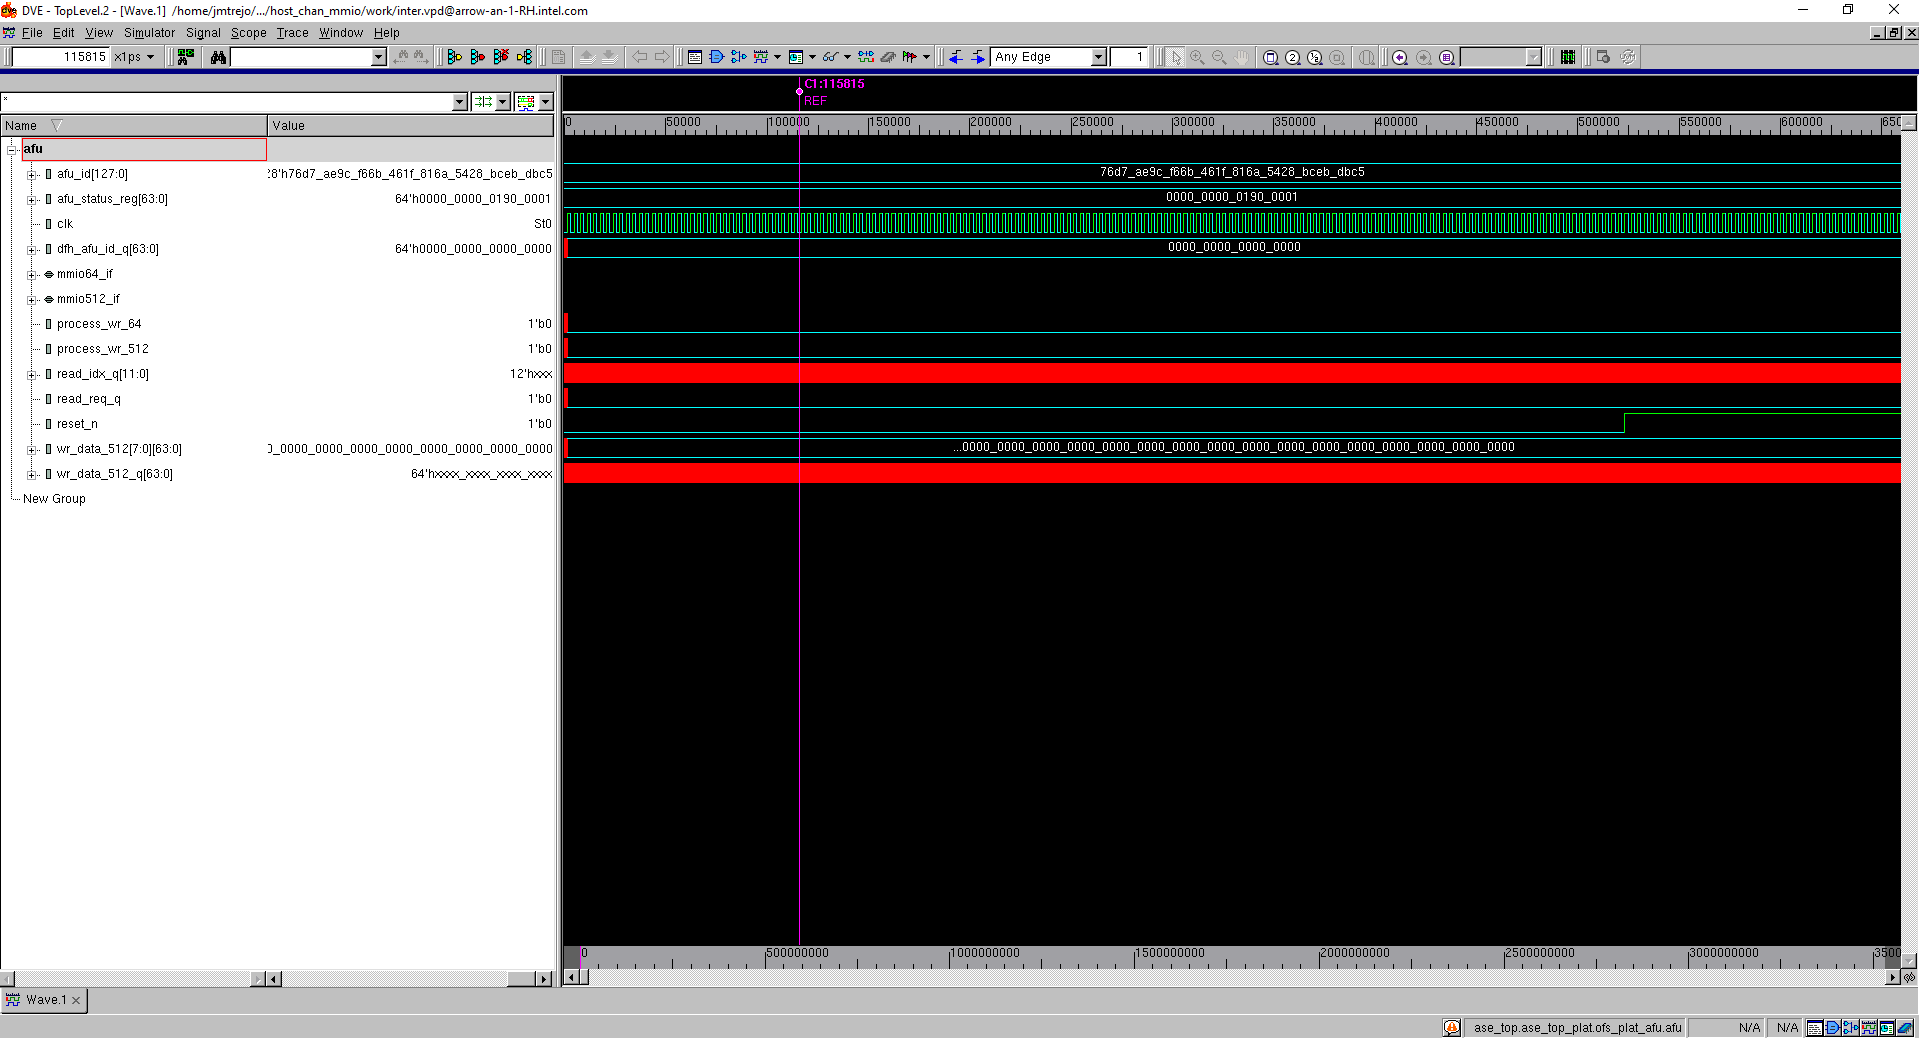 DVE - TopLevel.2 - [Wave.1] /home/jmtrejo/.../host_chan_mmio/work/inter.vpd@arrow-an-1-RH.intel.com
File Edit View Simulator Signal Scope Trace Window Help
115815 x1ps Any Edge 1
C1:115815
REF
*
Name Value
0 50000 100000 150000 200000 250000 300000 350000 400000 450000 500000 550000 600000 650
afu
afu_id[127:0] 28'h76d7_ae9c_f66b_461f_816a_5428_bceb_dbc5 76d7_ae9c_f66b_461f_816a_5428_bceb_dbc5
afu_status_reg[63:0] 64'h0000_0000_0190_0001 0000_0000_0190_0001
clk St0
dfh_afu_id_q[63:0] 64'h0000_0000_0000_0000 0000_0000_0000_0000
mmio64_if
mmio512_if
process_wr_64 1'b0
process_wr_512 1'b0
read_idx_q[11:0] 12'hxxx
read_req_q 1'b0
reset_n 1'b0
wr_data_512[7:0][63:0] 0_0000_0000_0000_0000_0000_0000_0000_0000 ...0000_0000_0000_0000_0000_0000_0000_0000_0000_0000_0000_0000_0000_0000_0000_0000
wr_data_512_q[63:0] 64'hxxxx_xxxx_xxxx_xxxx
New Group
0 500000000 1000000000 1500000000 2000000000 2500000000 3000000000 3500
Wave.1
ase_top.ase_top_plat.ofs_plat_afu.afu N/A N/A